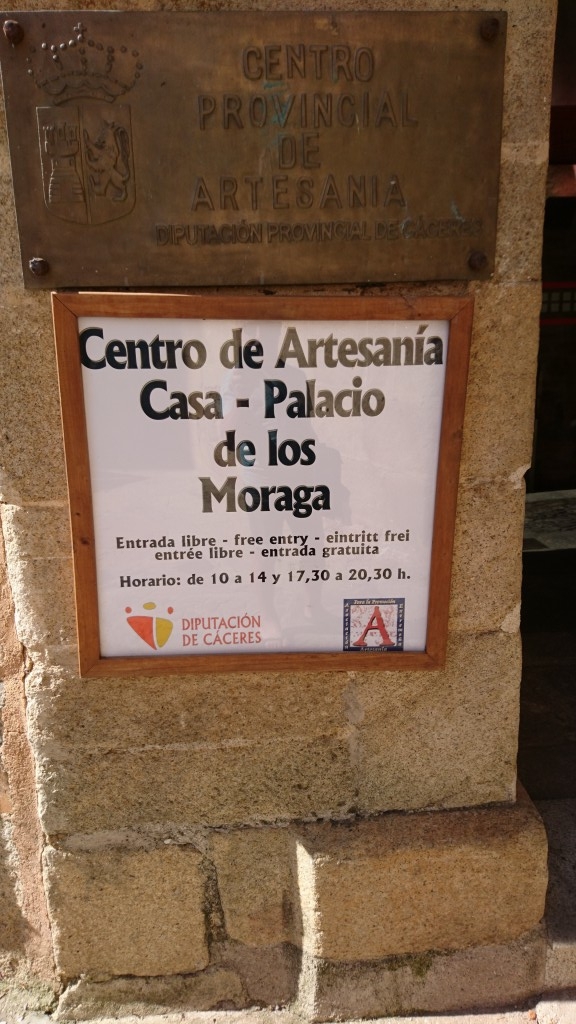 CENTRO
PROVINCIAL
DE
ARTESANIA
DIPUTACIÓN PROVINCIAL DE CÁCERES
Centro de Artesanía
Casa - Palacio
de los
Moraga
Entrada libre - free entry - eintritt frei
entrée libre - entrada gratuita
Horario: de 10 a 14 y 17,30 a 20,30 h.
DIPUTACIÓN
DE CÁCERES
A
Artesanía